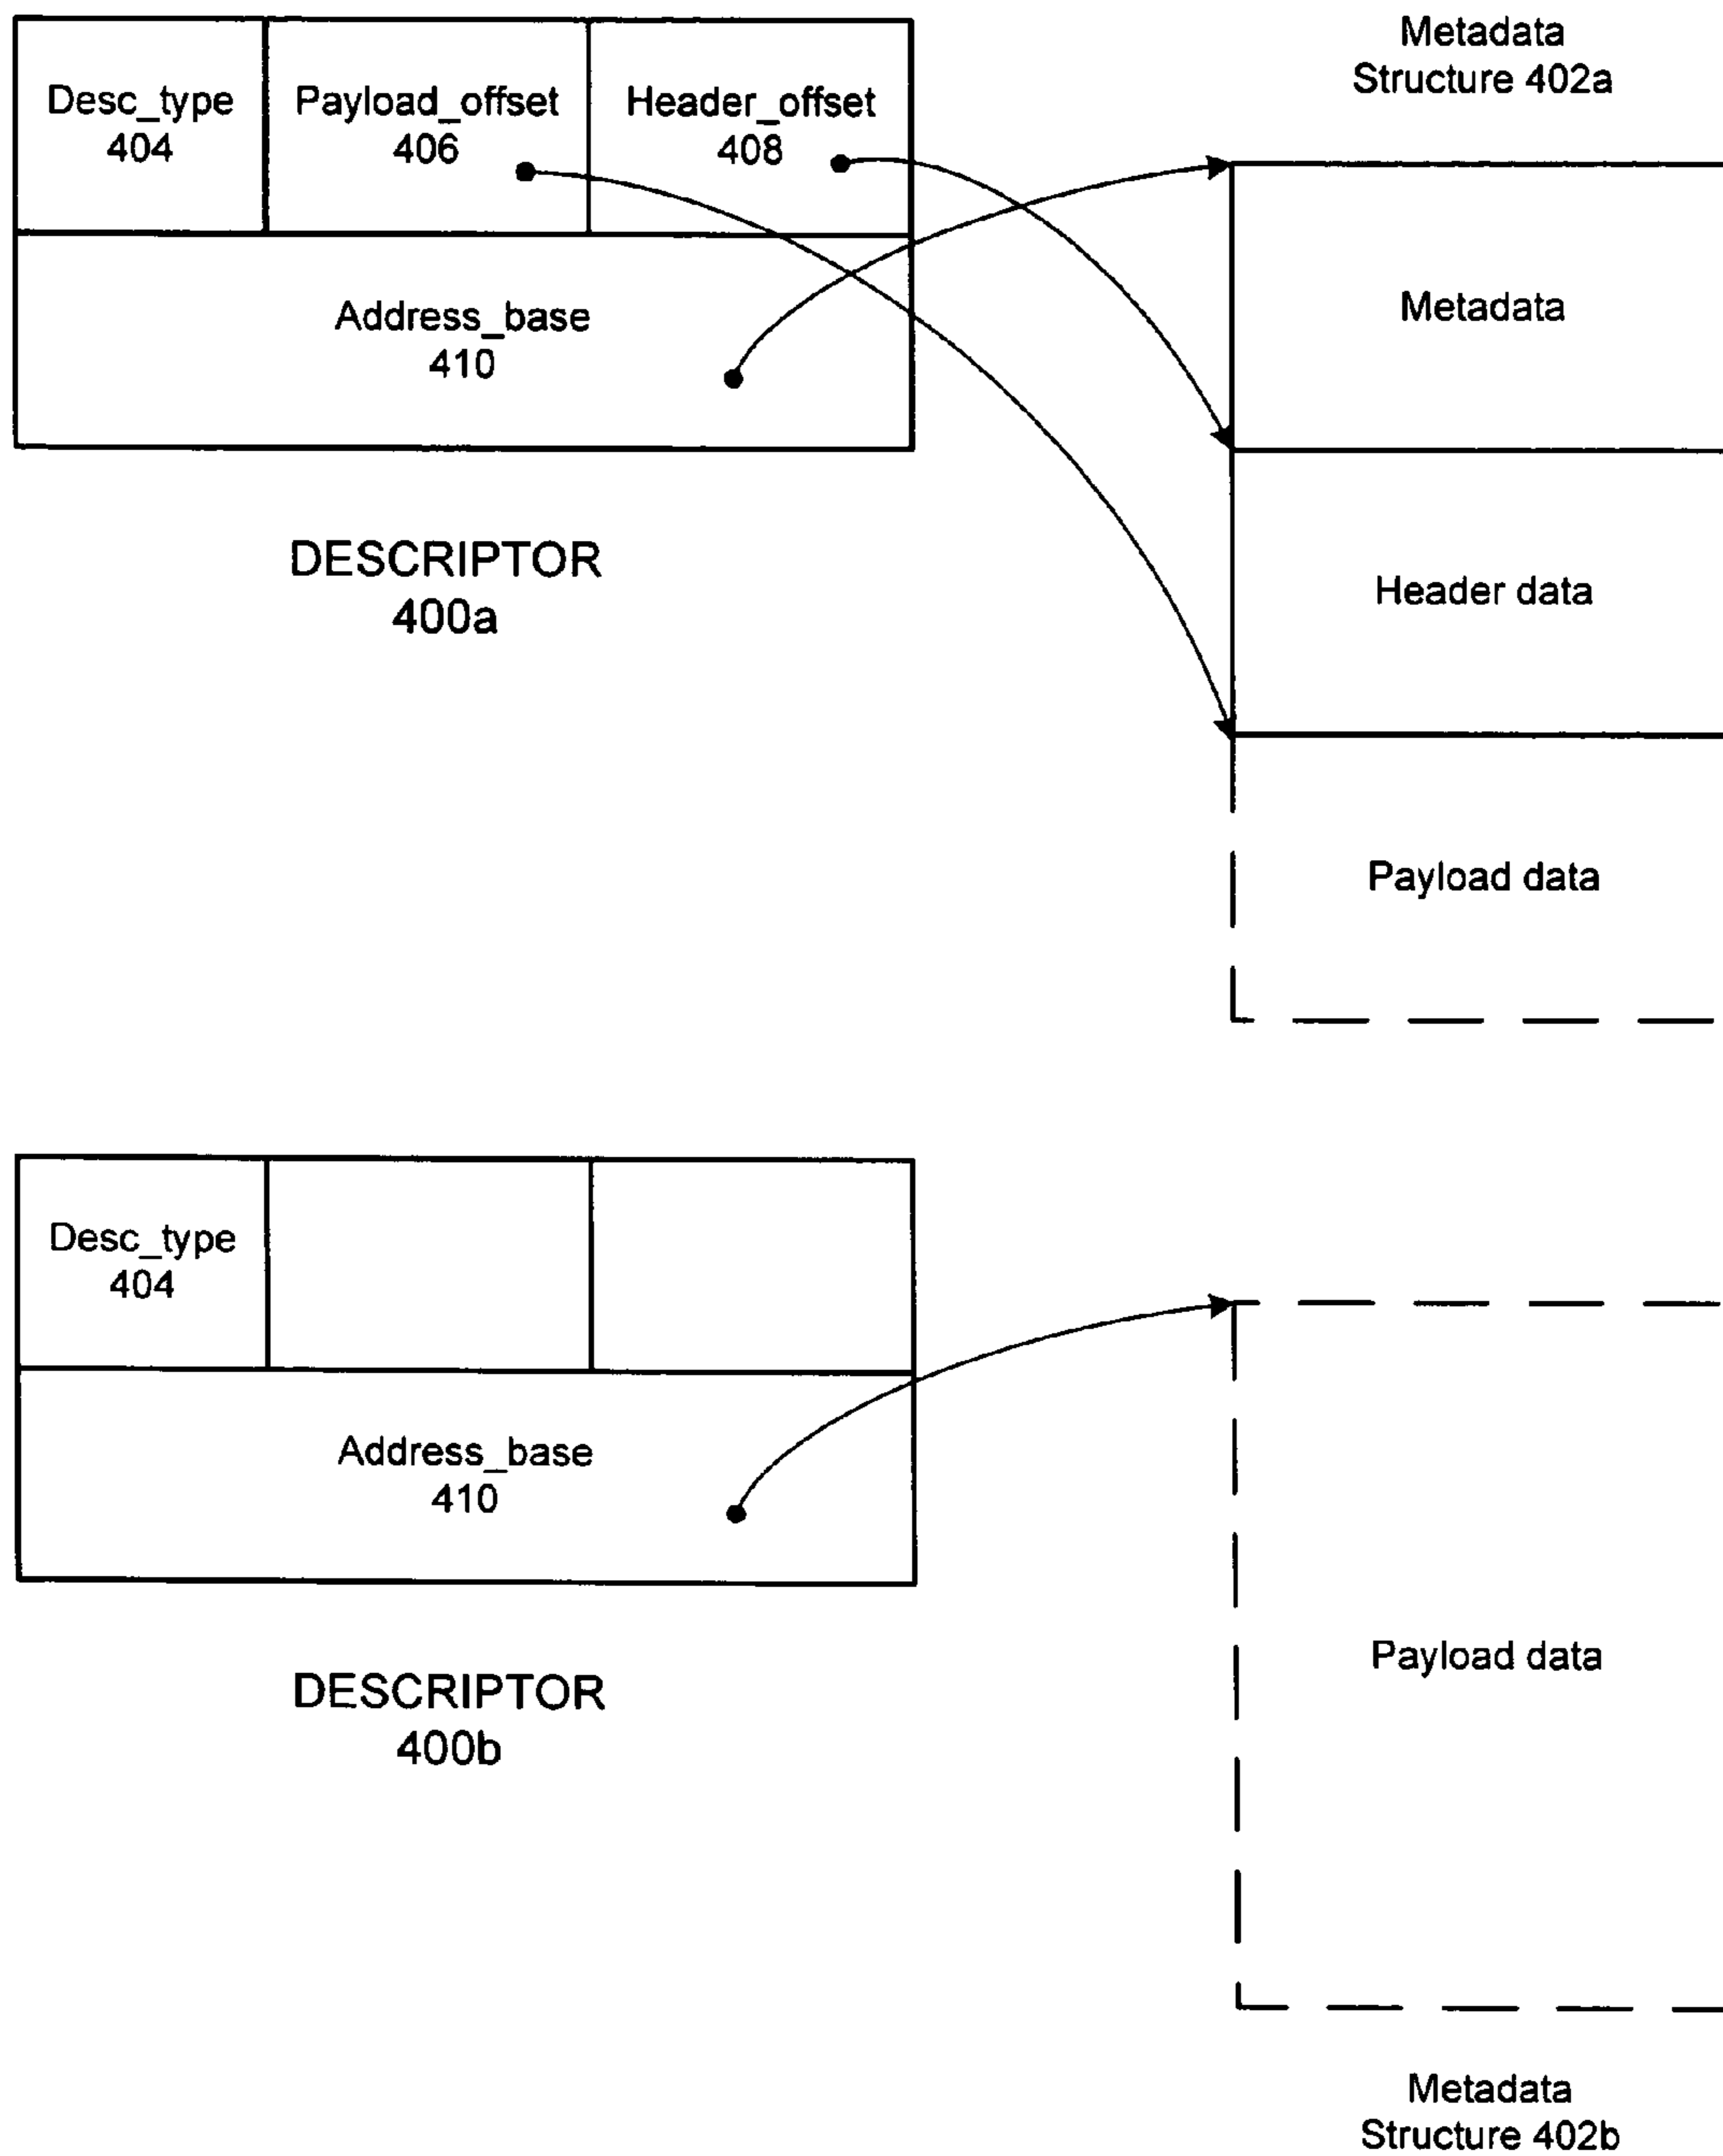 Metadata
Structure 402a
Desc_type
404
Payload_offset
406
Header_offset
408
Address_base
410
Metadata
DESCRIPTOR
400a
Header data
Payload data
Desc_type
404
Address_base
410
DESCRIPTOR
400b
Payload data
Metadata
Structure 402b